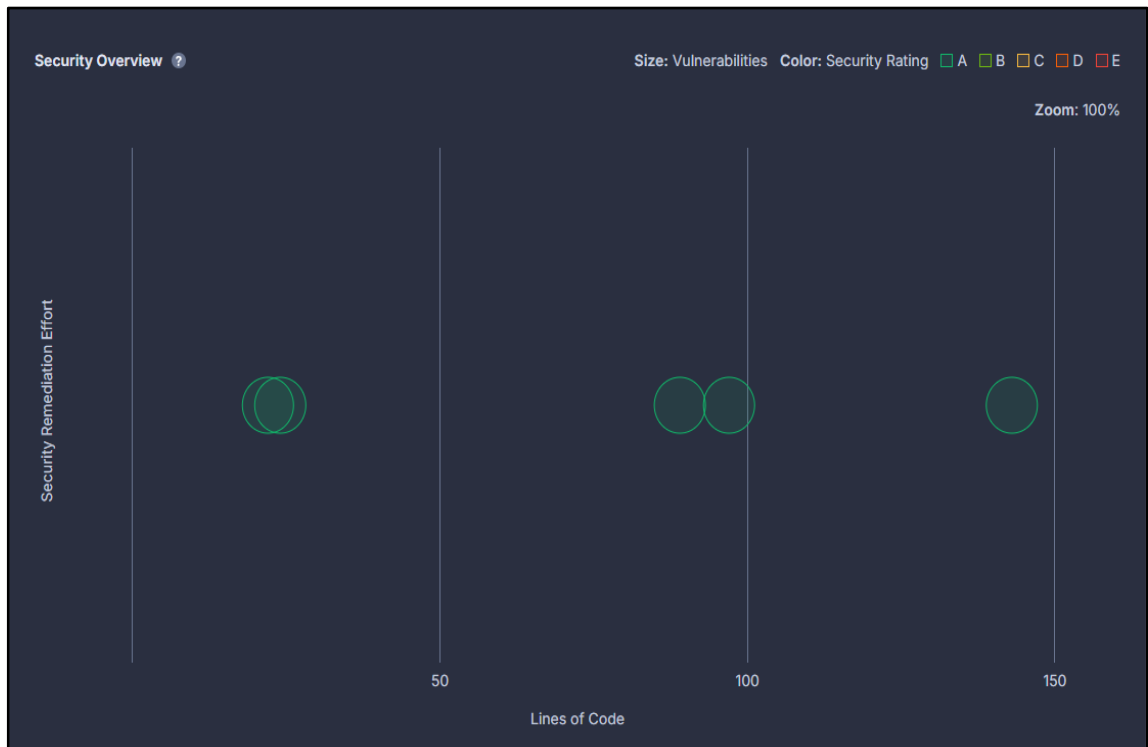 Security Overview ?
Size: Vulnerabilities Color: Security Rating A B C D E
Zoom: 100%
Security Remediation Effort
50 100 150
Lines of Code